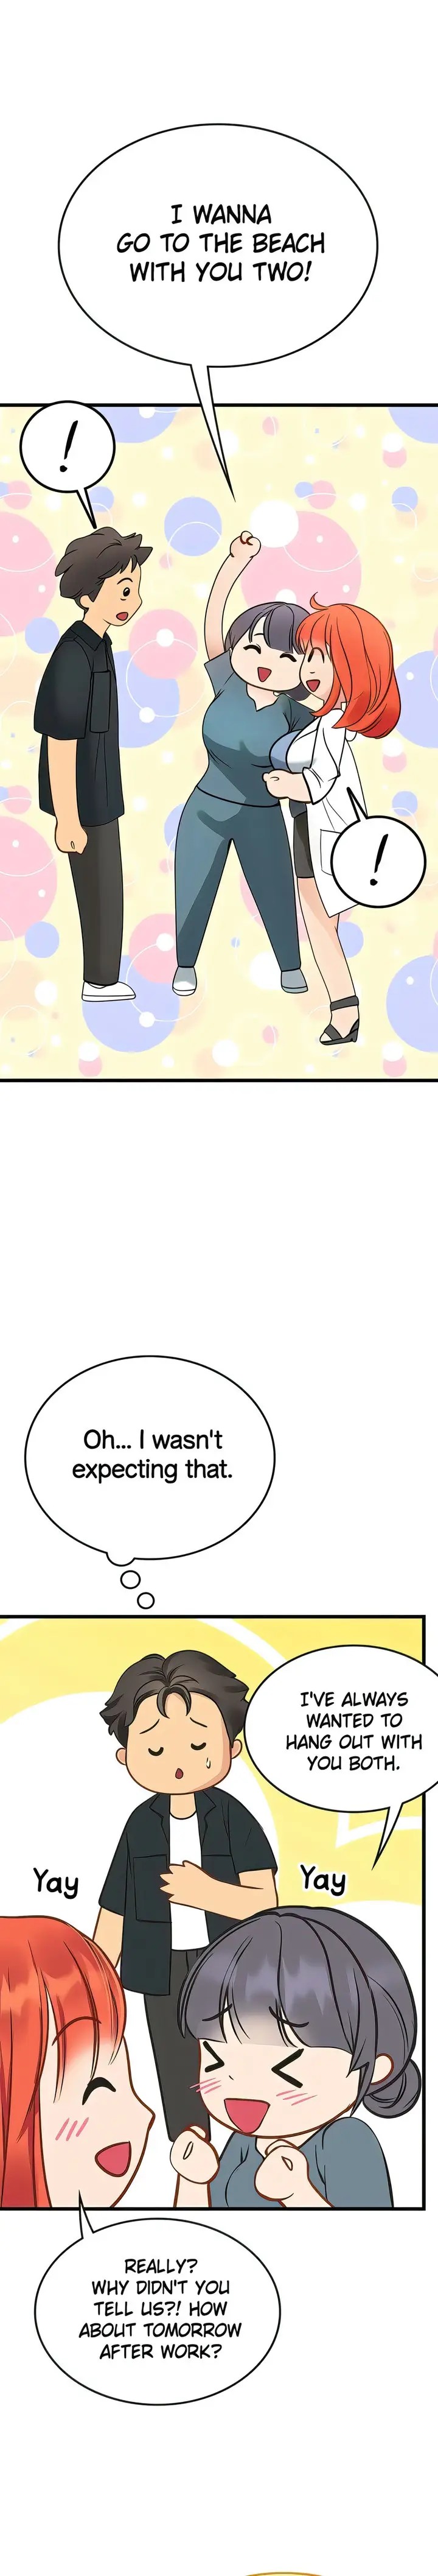 I WANNA
GO TO THE BEACH
WITH YOU TWO!
!
!
Oh... I wasn't
expecting that.
I'VE ALWAYS
WANTED TO
HANG OUT WITH
YOU BOTH.
Yay
Yay
REALLY?
WHY DIDN'T YOU
TELL US?! HOW
ABOUT TOMORROW
AFTER WORK?